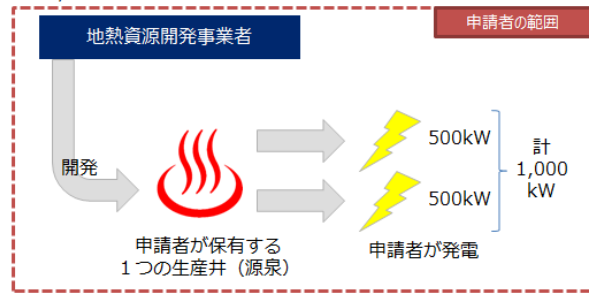 申請者の範囲
地熱資源開発事業者
開発
500kW
500kW
計
1,000
kW
申請者が保有する
１つの生産井（源泉）
申請者が発電